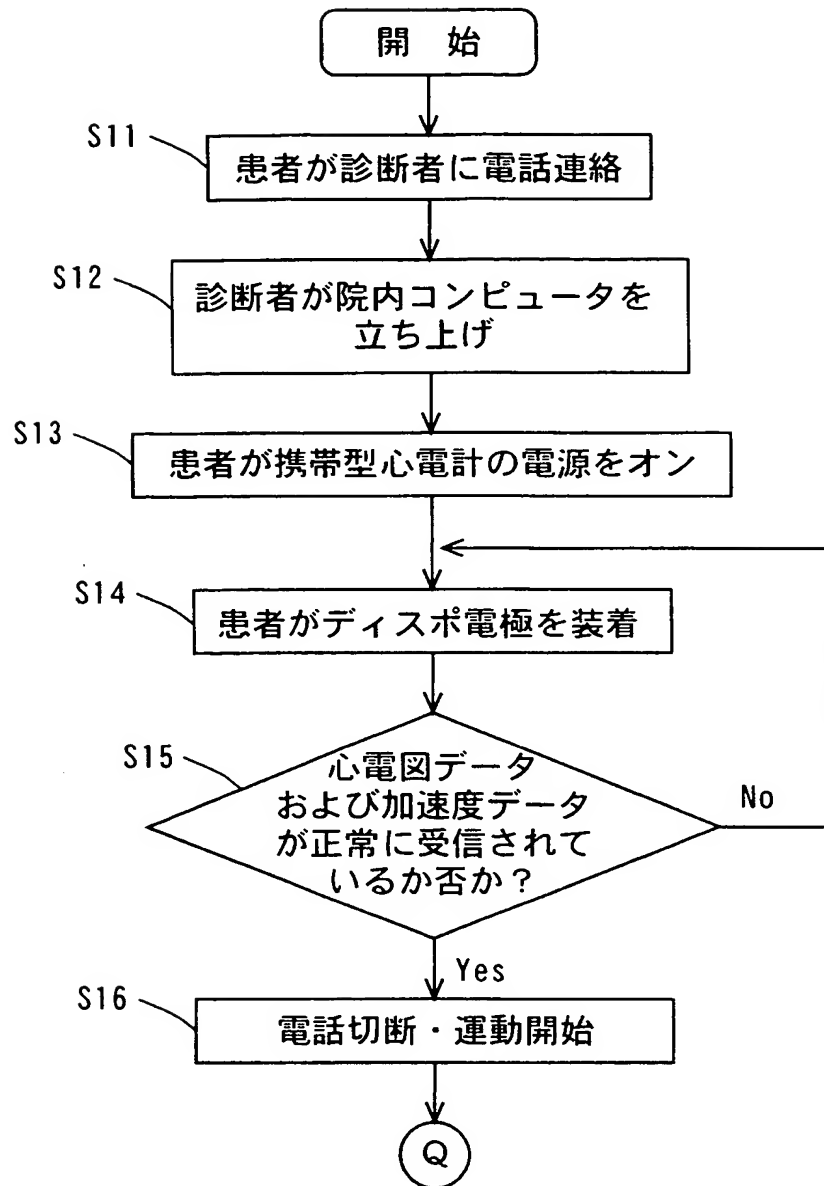 開 始
S11
患者が診断者に電話連絡
S12
診断者が院内コンピュータを
立ち上げ
S13
患者が携帯型心電計の電源をオン
S14
患者がディスポ電極を装着
S15
心電図データ
および加速度データ
が正常に受信されて
いるか否か?
No
Yes
S16
電話切断・運動開始
Q